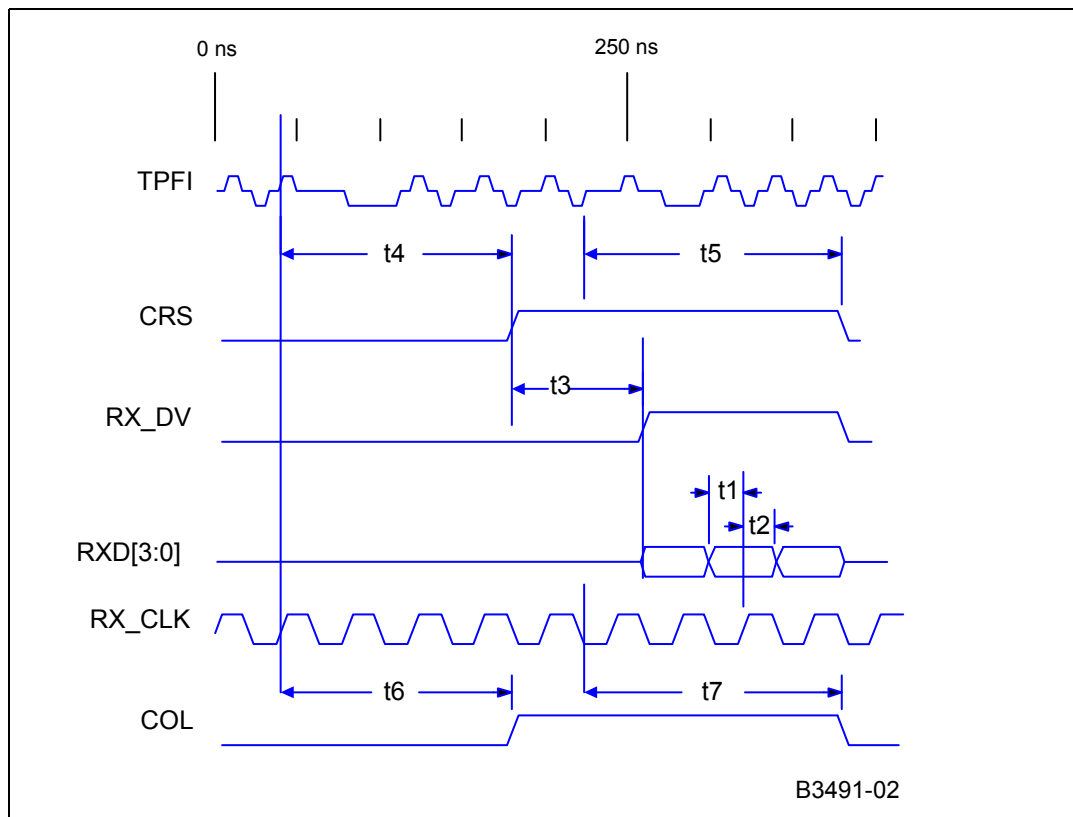 0 ns
250 ns
TPFI
t4
t5
CRS
t3
RX_DV
t1
t2
RXD[3:0]
RX_CLK
t6
t7
COL
B3491-02